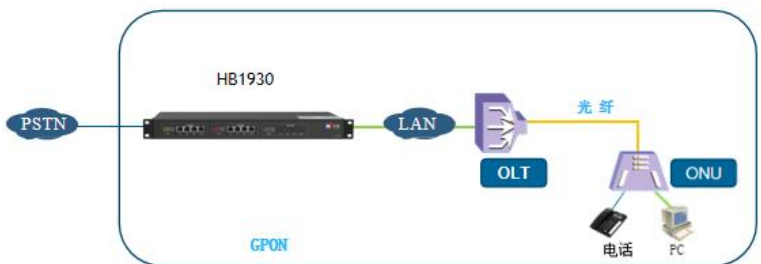 HB1930
PSTN
LAN
光 纤
OLT
ONU
GPON
电话
PC